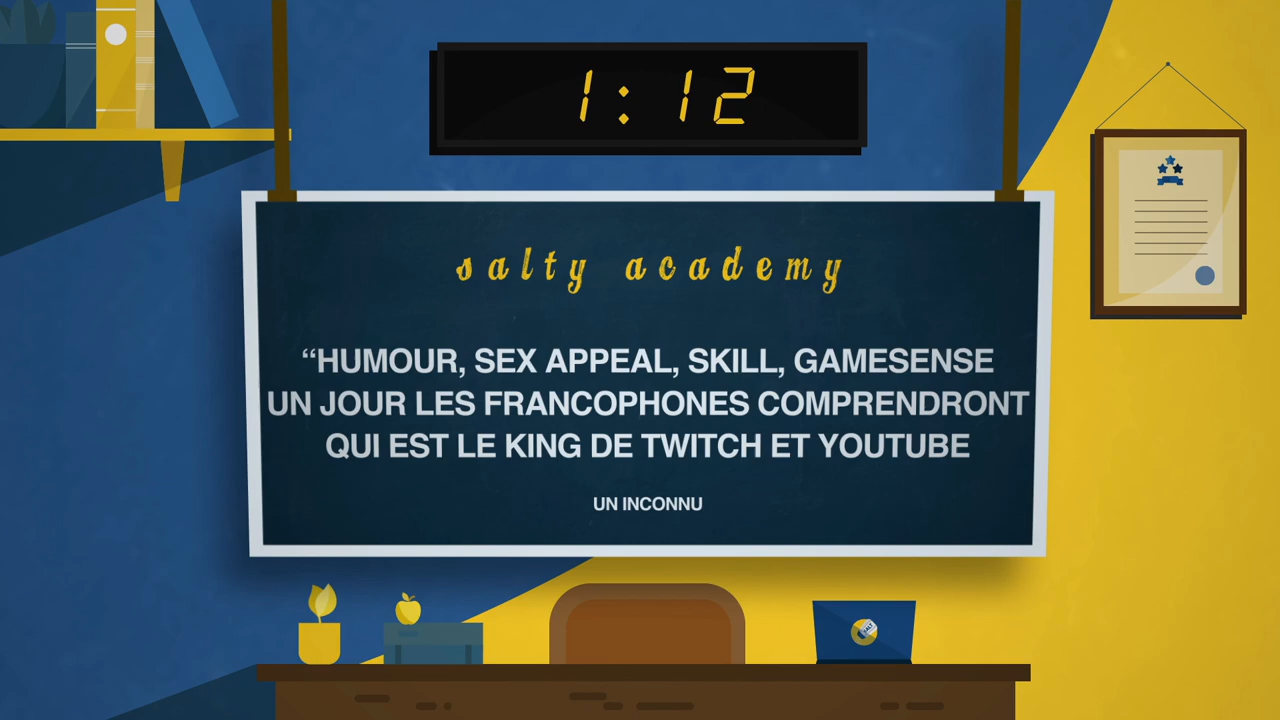 1:12
salty academy
“HUMOUR, SEX APPEAL, SKILL, GAMESENSE
UN JOUR LES FRANCOPHONES COMPRENDRONT
QUI EST LE KING DE TWITCH ET YOUTUBE
UN INCONNU
SALT